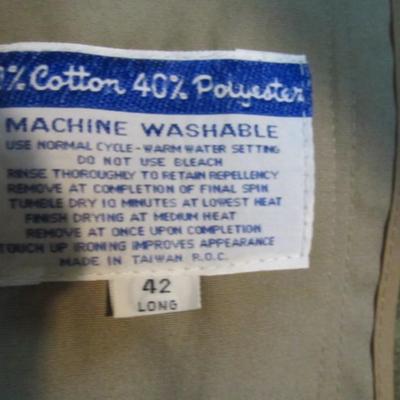 % Cotton 40% Polyester
MACHINE WASHABLE
USE NORMAL CYCLE-WARM WATER SETTING
DO NOT USE BLEACH
RINSE THOROUGHLY TO RETAIN REPELLENCY
REMOVE AT COMPLETION OF FINAL SPIN
TUMBLE DRY 10 MINUTES AT LOWEST HEAT
FINISH DRYING AT MEDIUM HEAT
REMOVE AT ONCE UPON COMPLETION
TOUCH UP IRONING IMPROVES APPEARANCE
MADE IN TAIWAN R.O.C.
42
LONG